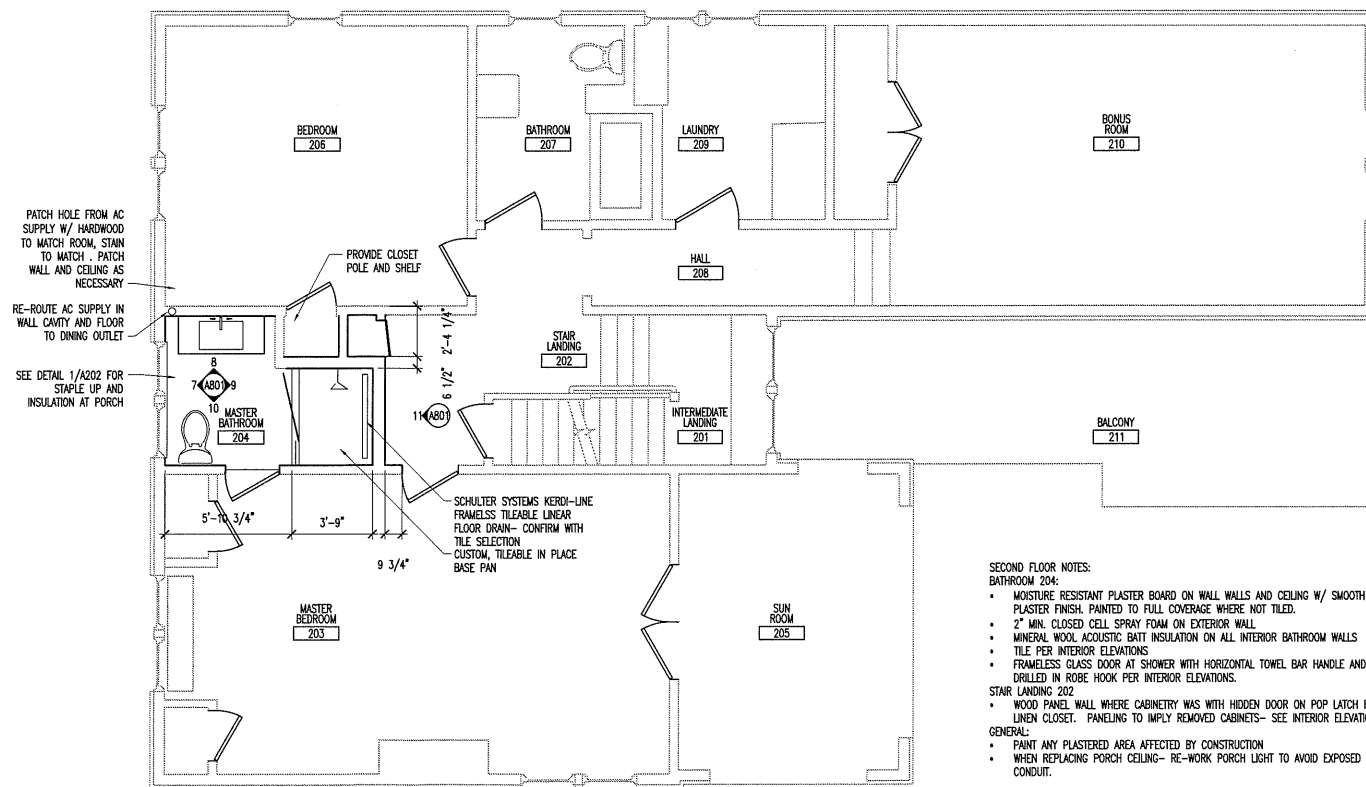 BEDROOM
206
BATHROOM
207
LAUNDRY
209
BONUS
ROOM
210
PATCH HOLE FROM AC
SUPPLY W/ HARDWOOD
TO MATCH ROOM, STAIN
TO MATCH . PATCH
WALL AND CEILING AS
NECESSARY
RE-ROUTE AC SUPPLY IN
WALL CAVITY AND FLOOR
TO DINING OUTLET
SEE DETAIL 1/A202 FOR
STAPLE UP AND
INSULATION AT PORCH
PROVIDE CLOSET
POLE AND SHELF
HALL
208
2'-4 1/4"
6 1/2"
STAIR
LANDING
202
8
7 A801 9
10
11 A801
MASTER
BATHROOM
204
INTERMEDIATE
LANDING
201
BALCONY
211
5'-10 3/4"
3'-9"
9 3/4"
SCHULTER SYSTEMS KERDI-LINE
FRAMELSS TILEABLE LINEAR
FLOOR DRAIN- CONFIRM WITH
TILE SELECTION
CUSTOM, TILEABLE IN PLACE
BASE PAN
MASTER
BEDROOM
203
SUN
ROOM
205
SECOND FLOOR NOTES:
BATHROOM 204:
• MOISTURE RESISTANT PLASTER BOARD ON WALL WALLS AND CEILING W/ SMOOTH
PLASTER FINISH. PAINTED TO FULL COVERAGE WHERE NOT TILED.
• 2" MIN. CLOSED CELL SPRAY FOAM ON EXTERIOR WALL
• MINERAL WOOL ACOUSTIC BATT INSULATION ON ALL INTERIOR BATHROOM WALLS
• TILE PER INTERIOR ELEVATIONS
• FRAMELESS GLASS DOOR AT SHOWER WITH HORIZONTAL TOWEL BAR HANDLE AND
DRILLED IN ROBE HOOK PER INTERIOR ELEVATIONS.
STAIR LANDING 202
• WOOD PANEL WALL WHERE CABINETRY WAS WITH HIDDEN DOOR ON POP LATCH
LINEN CLOSET. PANELING TO IMPLY REMOVED CABINETS- SEE INTERIOR
GENERAL:
• PAINT ANY PLASTERED AREA AFFECTED BY CONSTRUCTION
• WHEN REPLACING PORCH CEILING- RE-WORK PORCH LIGHT TO AVOID EXPOSED
CONDUIT.